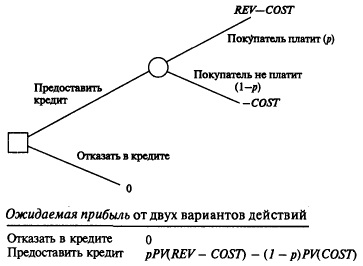 REV–COST
Покупатель платит (p)
Предоставить
кредит
Покупатель не платит
(1–p)
–COST
Отказать в кредите
0
Ожидаемая прибыль от двух вариантов действий
Отказать в кредите 0
Предоставить кредит pPV(REV – COST) – (1 – p)PV(COST)